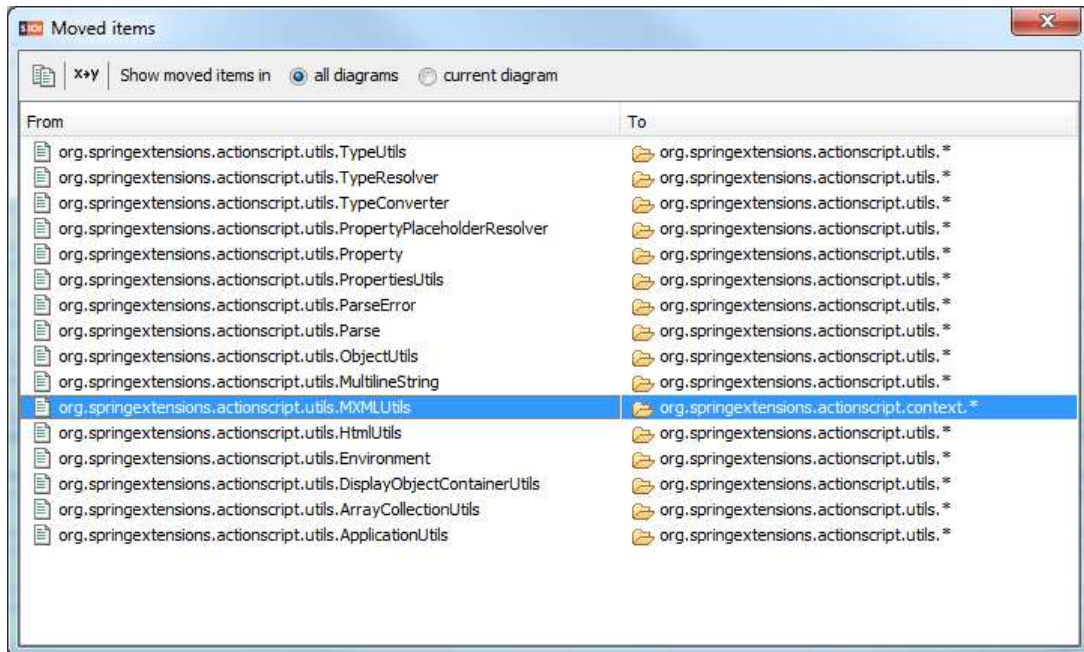 Moved items
x→y Show moved items in all diagrams current diagram
From To
org.springextensions.actionscript.utils.TypeUtils org.springextensions.actionscript.utils.*
org.springextensions.actionscript.utils.TypeResolver org.springextensions.actionscript.utils.*
org.springextensions.actionscript.utils.TypeConverter org.springextensions.actionscript.utils.*
org.springextensions.actionscript.utils.PropertyPlaceholderResolver org.springextensions.actionscript.utils.*
org.springextensions.actionscript.utils.Property org.springextensions.actionscript.utils.*
org.springextensions.actionscript.utils.PropertiesUtils org.springextensions.actionscript.utils.*
org.springextensions.actionscript.utils.ParseError org.springextensions.actionscript.utils.*
org.springextensions.actionscript.utils.Parse org.springextensions.actionscript.utils.*
org.springextensions.actionscript.utils.ObjectUtils org.springextensions.actionscript.utils.*
org.springextensions.actionscript.utils.MultilineString org.springextensions.actionscript.utils.*
org.springextensions.actionscript.utils.MXMLUtils org.springextensions.actionscript.context.*
org.springextensions.actionscript.utils.HtmlUtils org.springextensions.actionscript.utils.*
org.springextensions.actionscript.utils.Environment org.springextensions.actionscript.utils.*
org.springextensions.actionscript.utils.DisplayObjectContainerUtils org.springextensions.actionscript.utils.*
org.springextensions.actionscript.utils.ArrayCollectionUtils org.springextensions.actionscript.utils.*
org.springextensions.actionscript.utils.ApplicationUtils org.springextensions.actionscript.utils.*